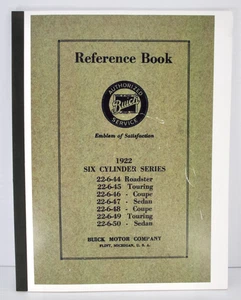 Reference Book
AUTHORIZED
Buick
SERVICE
Emblem of Satisfaction
1922
SIX CYLINDER SERIES
22-6-44 Roadster
22-6-45 Touring
22-6-46 - Coupe
22-6-47 - Sedan
22-6-48 - Coupe
22-6-49 Touring
22-6-50 - Sedan
BUICK MOTOR COMPANY
FLINT, MICHIGAN, U. S. A.